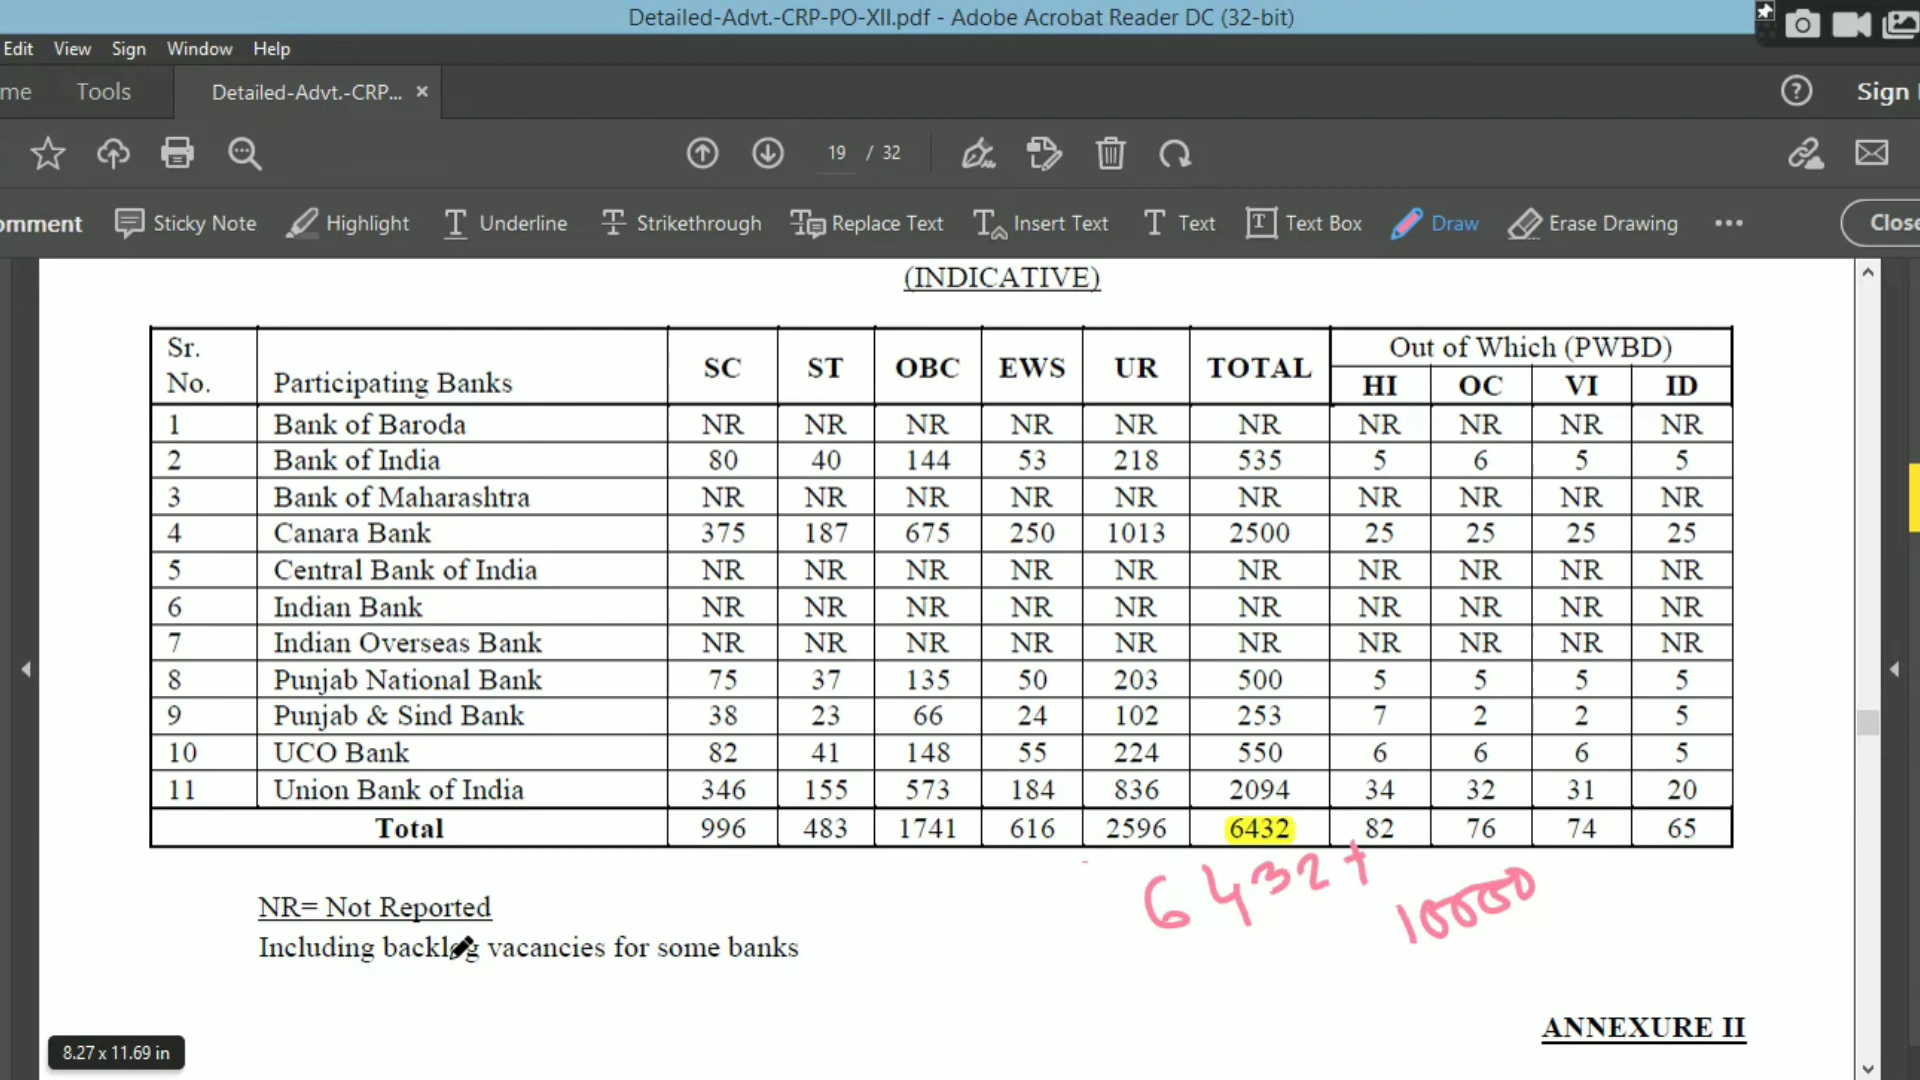 Detailed-Advt.-CRP-PO-XII.pdf - Adobe Acrobat Reader DC (32-bit)
Edit View Sign Window Help
me Tools Detailed-Advt.-CRP... × Sign
19 / 32
omment Sticky Note Highlight Underline Strikethrough Replace Text Insert Text Text Text Box Draw Erase Drawing ••• Close
(INDICATIVE)
Sr. No. Participating Banks SC ST OBC EWS UR TOTAL Out of Which (PWBD)
HI OC VI ID
1 Bank of Baroda NR NR NR NR NR NR NR NR NR NR
2 Bank of India 80 40 144 53 218 535 5 6 5 5
3 Bank of Maharashtra NR NR NR NR NR NR NR NR NR NR
4 Canara Bank 375 187 675 250 1013 2500 25 25 25 25
5 Central Bank of India NR NR NR NR NR NR NR NR NR NR
6 Indian Bank NR NR NR NR NR NR NR NR NR NR
7 Indian Overseas Bank NR NR NR NR NR NR NR NR NR NR
8 Punjab National Bank 75 37 135 50 203 500 5 5 5 5
9 Punjab & Sind Bank 38 23 66 24 102 253 7 2 2 5
10 UCO Bank 82 41 148 55 224 550 6 6 6 5
11 Union Bank of India 346 155 573 184 836 2094 34 32 31 20
Total 996 483 1741 616 2596 6432 82 76 74 65
6432+
10000
NR= Not Reported
Including backlog vacancies for some banks
ANNEXURE II
8.27 x 11.69 in